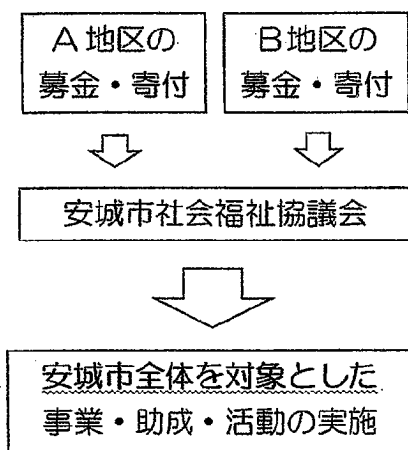 A地区の
募金・寄付
B地区の
募金・寄付
安城市社会福祉協議会
安城市全体を対象とした
事業・助成・活動の実施